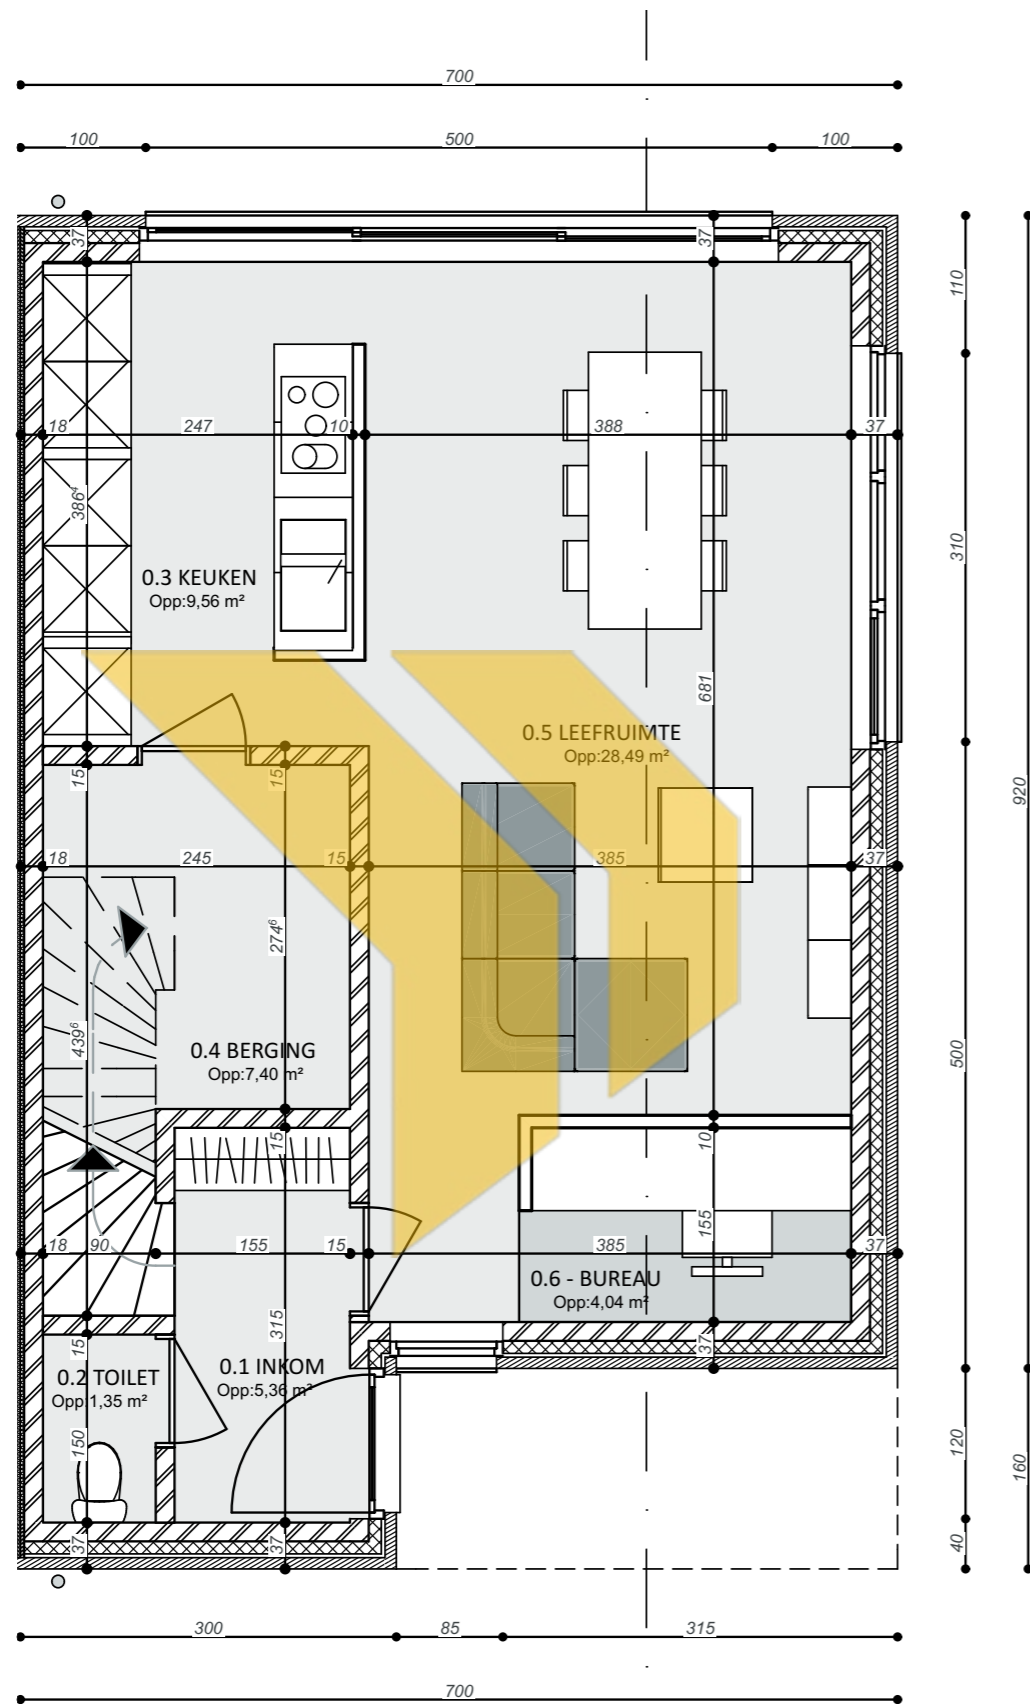 700
100 500 100
37 37
110
18 247 10 388 37
386⁴
310
0.3 KEUKEN
Opp:9,56 m²
681
0.5 LEEFRUIMTE
Opp:28,49 m²
15 15
920
18 245 15 385 37
274⁶
439⁶
0.4 BERGING
Opp:7,40 m²
500
15 10
155
18 90 155 15 385 37
0.6 - BUREAU
Opp:4,04 m²
315
15 37
0.2 TOILET
Opp:1,35 m²
0.1 INKOM
Opp:5,36 m²
150
120
160
37 37
40
300 85 315
700